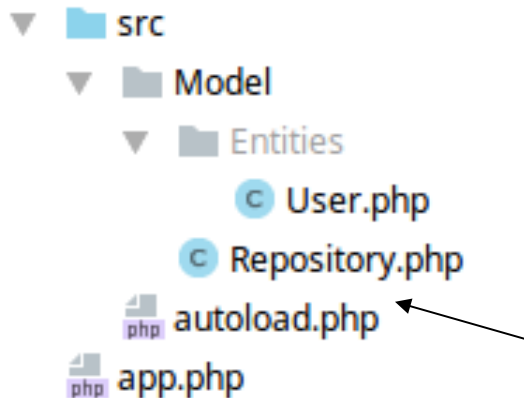 src
Model
Entities
C User.php
C Repository.php
php autoload.php
php app.php